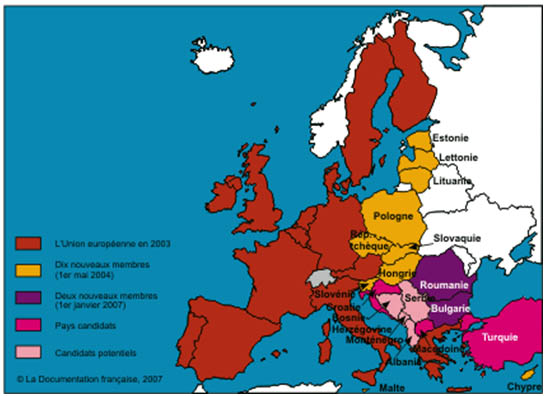 Estonie
Lettonie
Lituanie
Pologne
Rép.
tchèque
Slovaquie
L'Union européenne en 2003
Dix nouveaux membres
(1er mai 2004)
Hongrie
Roumanie
Slovénie
Serbie
Deux nouveaux membres
(1er janvier 2007)
Croatie
Bosnie
Bulgarie
Herzégovine
Pays candidats
Monténégro
Turquie
Macédoine
Candidats potentiels
Albanie
© La Documentation française, 2007
Malte
Chypre